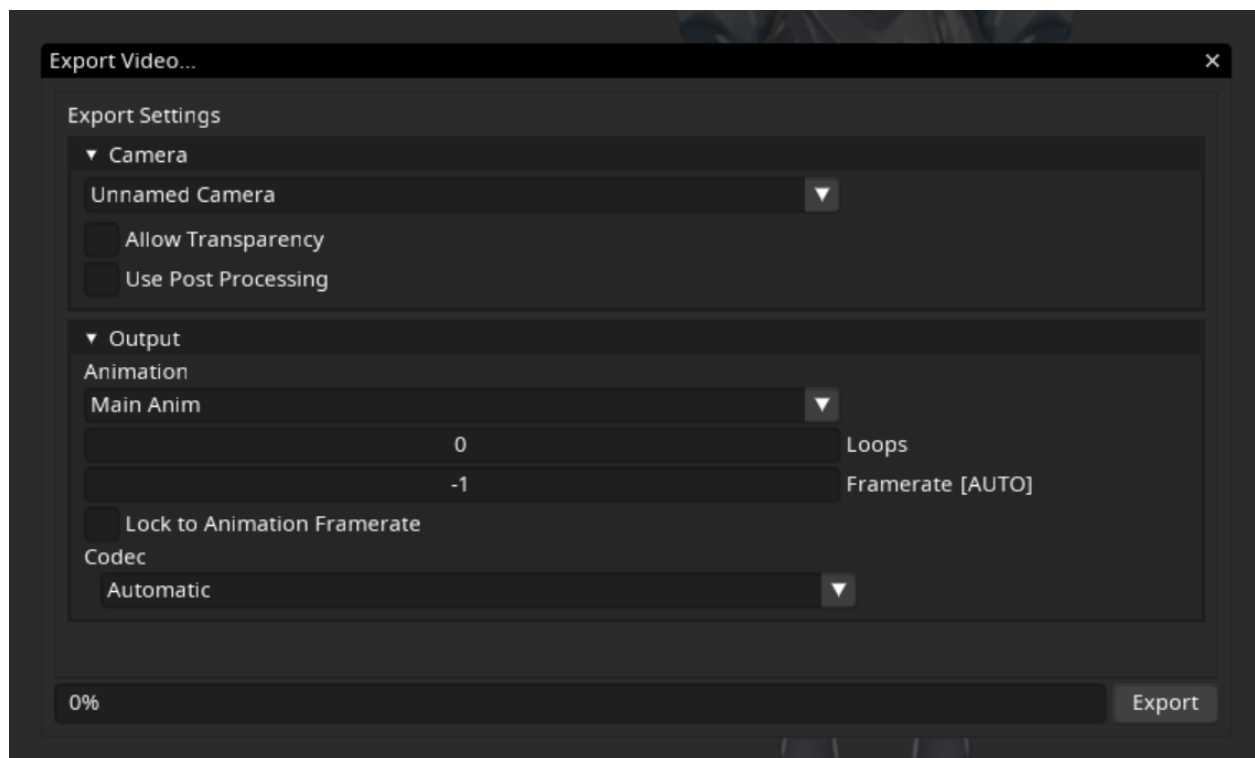 Export Video...
Export Settings
Camera
Unnamed Camera
Allow Transparency
Use Post Processing
Output
Animation
Main Anim
0 Loops
-1 Framerate [AUTO]
Lock to Animation Framerate
Codec
Automatic
0% Export